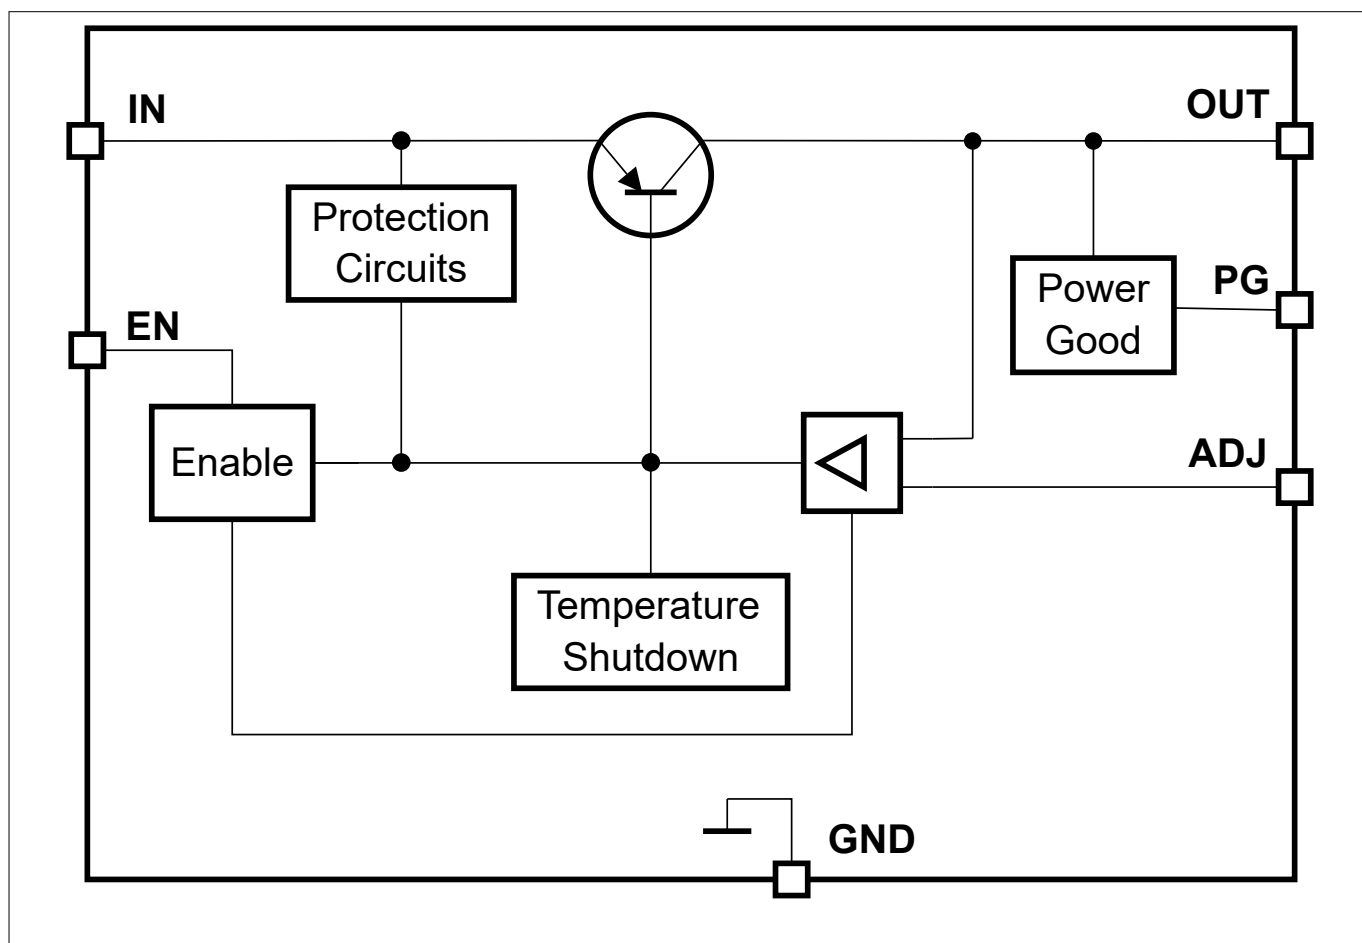 IN
OUT
Protection
Circuits
Power
Good
PG
EN
Enable
ADJ
Temperature
Shutdown
GND